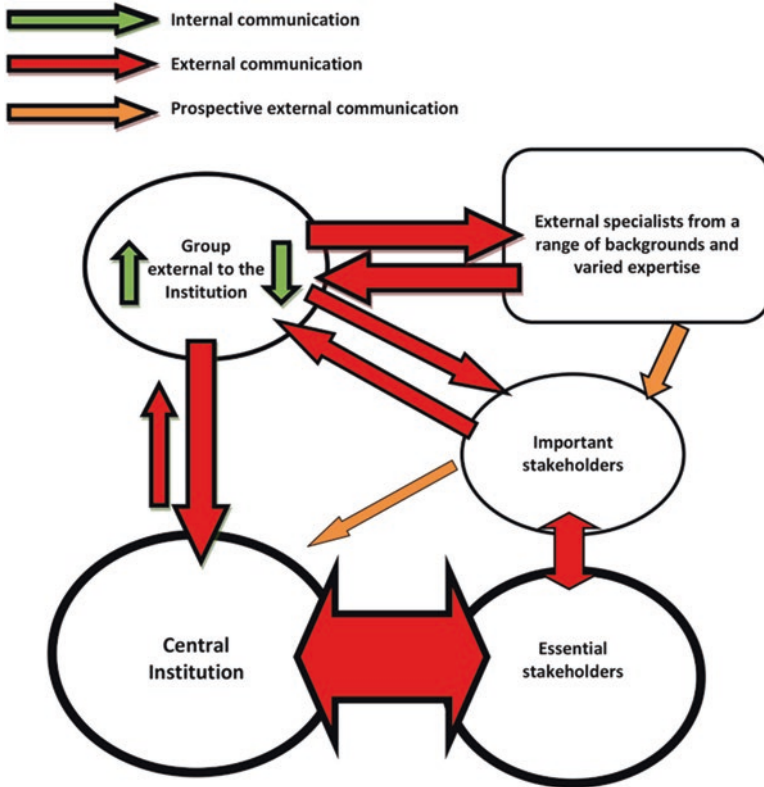 Internal communication
External communication
Prospective external communication
Group
external to the
Institution
External specialists from a
range of backgrounds and
varied expertise
Important
stakeholders
Central
Institution
Essential
stakeholders